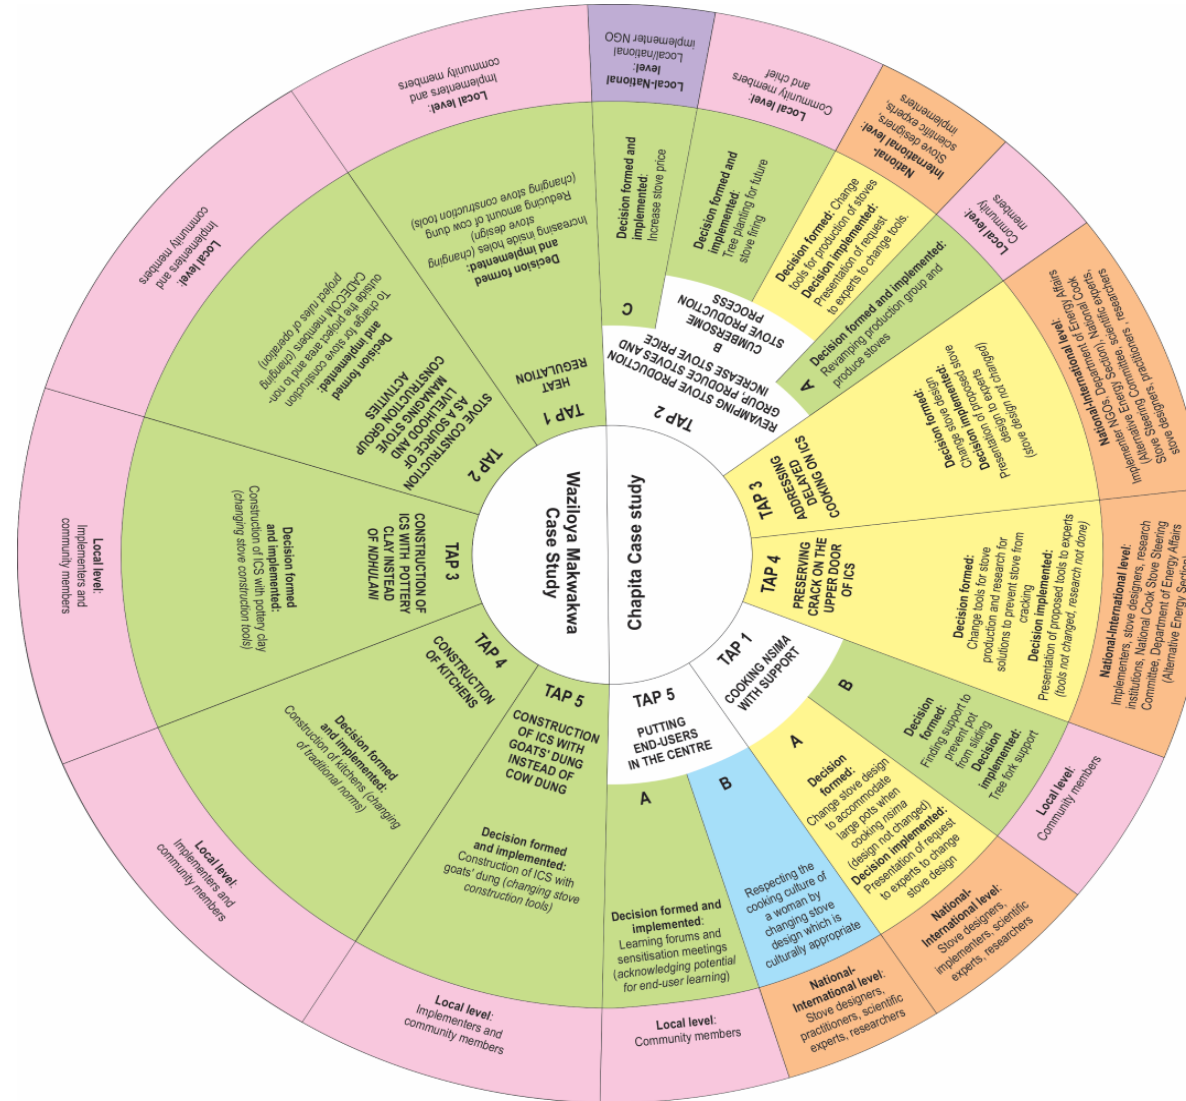 Waziloya Makwakwa
Case Study
Chapita Case study
TAP 1
HEAT
REGULATION
Decision formed
and implemented:
Increasing inside holes (changing
stove design)
Reducing amount of cow dung
(changing stove construction tools)
Local level:
Implementers and
community members
TAP 2
STOVE CONSTRUCTION
AS A SOURCE OF
LIVELIHOOD AND
MANAGING STOVE
CONSTRUCTION GROUP
ACTIVITIES
Decision formed
and implemented:
To charge for stove construction
outside the project area and to non-
CADECOM members (changing
project rules of operation)
Local level:
Implementers and
community members
TAP 3
CONSTRUCTION OF
ICS WITH POTTERY
CLAY INSTEAD
OF NDHULANI
Decision formed
and implemented:
Construction of ICS with pottery clay
(changing stove construction tools)
Local level:
Implementers and
community members
TAP 4
CONSTRUCTION
OF KITCHENS
Decision formed
and implemented:
Construction of kitchens (changing
of traditional norms)
Local level:
Implementers and
community members
TAP 5
CONSTRUCTION
OF ICS WITH
GOATS' DUNG
INSTEAD OF
COW DUNG
Decision formed
and implemented:
Construction of ICS with
goats' dung (changing stove
construction tools)
Local level:
Implementers and
community members
TAP 2
REVAMPING STOVE PRODUCTION
GROUP PRODUCE STOVES AND
INCREASE STOVE PRICE
C
Decision formed and
implemented:
Increase stove price
Local-National
level:
Local/national
implementer NGO
B
CUMBERSOME
STOVE PRODUCTION
PROCESS
Decision formed and
implemented:
Tree planting for future
stove firing
Local level:
Community members
and chief
Decision formed: Change
tools for production of stoves
Decision implemented:
Presentation of request
to experts to change tools.
National-
International level:
Stove designers,
scientific experts,
implementers
A
Decision formed and implemented:
Revamping production group and
produce stoves
Local level:
Community
members
TAP 3
ADDRESSING
DELAYED
COOKING ON ICS
Decision formed:
Change stove design
Decision implemented:
Presentation of proposed stove
design to experts
(stove design not changed)
National-International level:
Implementer NGOs, Department of Energy Affairs
(Alternative Energy Section), National Cook
Stove Steering Committee, scientific experts,
stove designers, practitioners , researchers
TAP 4
PRESERVING
CRACK ON THE
UPPER DOOR
OF ICS
Decision formed:
Change tools for stove
production and research for
solutions to prevent stove from
cracking
Decision implemented:
Presentation of proposed tools to experts
(tools not changed, research not done)
National-International level:
Implementers, stove designers, research
institutions, National Cook Stove Steering
Committee, Department of Energy Affairs
(Alternative Energy Section)
TAP 1
COOKING NSIMA
WITH SUPPORT
B
Decision
formed:
Finding support to
prevent pot
from sliding
Decision
implemented:
Tree fork support
Local level:
Community members
A
Decision
formed:
Change stove design
to accommodate
large pots when
cooking nsima
(design not changed)
Decision implemented:
Presentation of request
to experts to change
stove design
National-
International level:
Stove designers,
implementers, scientific
experts, researchers
TAP 5
PUTTING
END-USERS
IN THE CENTRE
B
Respecting the
cooking culture of
a woman by
changing stove
design which is
culturally appropriate
National-
International level:
Stove designers,
practitioners, scientific
experts, researchers
A
Decision formed and
implemented:
Learning forums and
sensitisation meetings
(acknowledging potential
for end-user learning)
Local level:
Community members